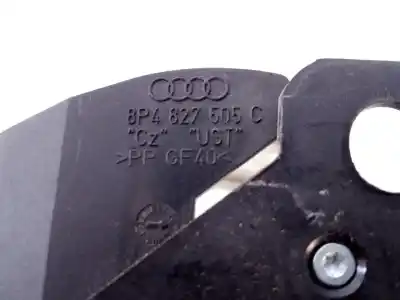 8P4 827 505 C
"Cz" "UST"
>PP GF40<